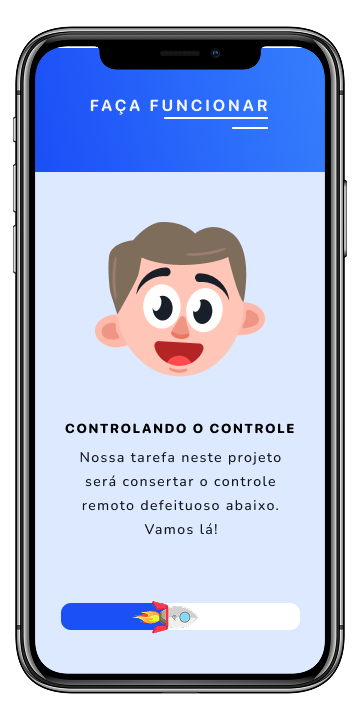 FAÇA FUNCIONAR
CONTROLANDO O CONTROLE
Nossa tarefa neste projeto
será consertar o controle
remoto defeituoso abaixo.
Vamos lá!